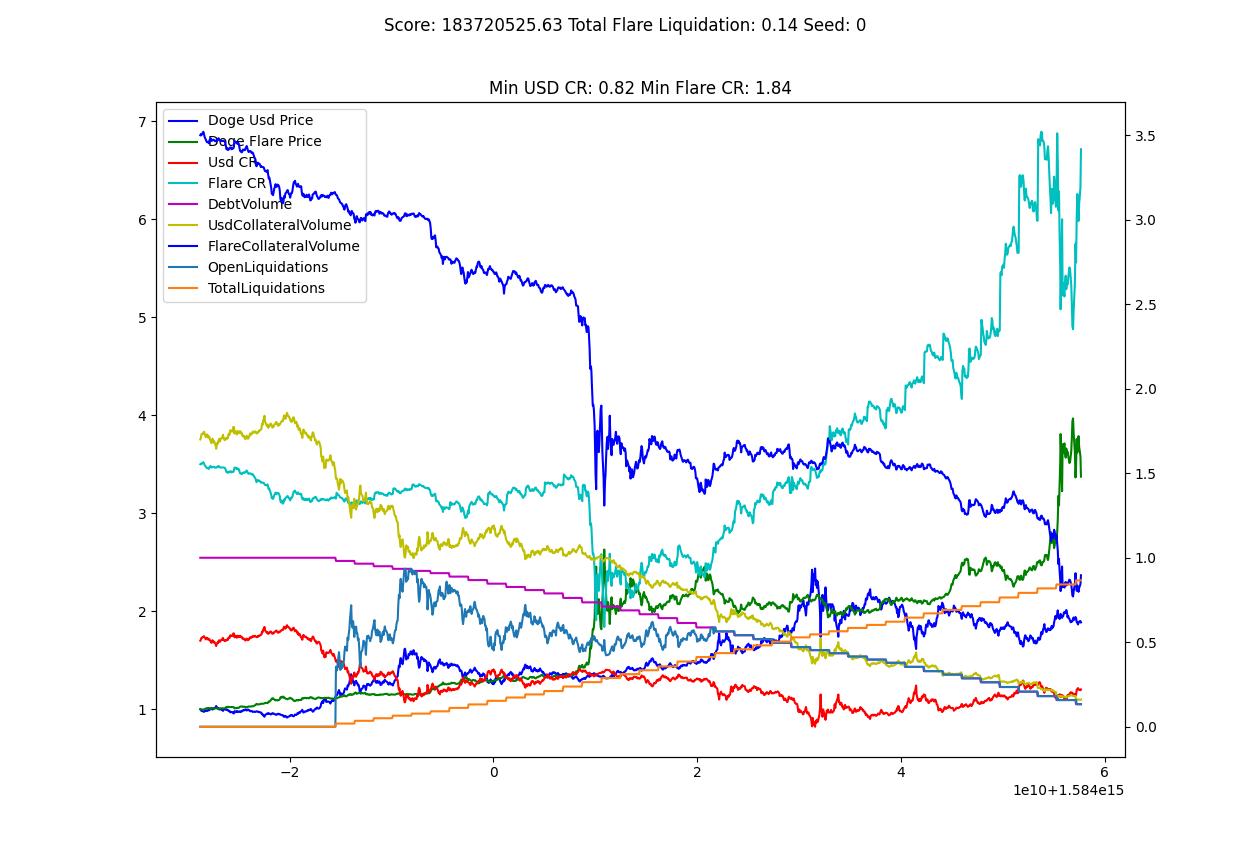 Score: 183720525.63 Total Flare Liquidation: 0.14 Seed: 0
Min USD CR: 0.82 Min Flare CR: 1.84
Doge Usd Price
Doge Flare Price
Usd CR
Flare CR
DebtVolume
UsdCollateralVolume
FlareCollateralVolume
OpenLiquidations
TotalLiquidations
7
6
5
4
3
2
1
3.5
3.0
2.5
2.0
1.5
1.0
0.5
0.0
−2
0
2
4
6
1e10+1.584e15